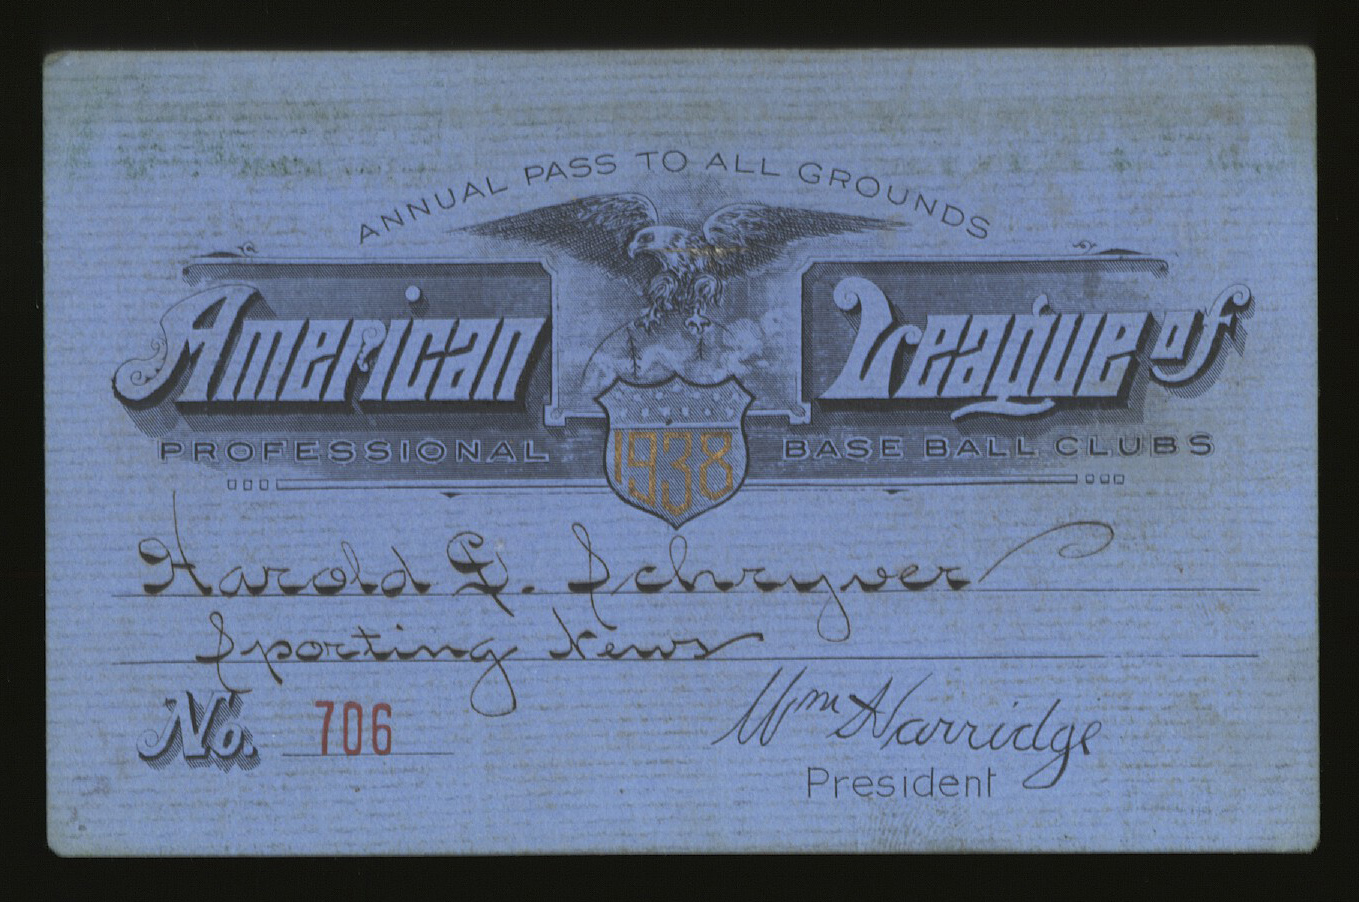 ANNUAL PASS TO ALL GROUNDS
American League of
PROFESSIONAL BASE BALL CLUBS
1938
Harold G. Schryver
Sporting News
No. 706
Wm Harridge
President